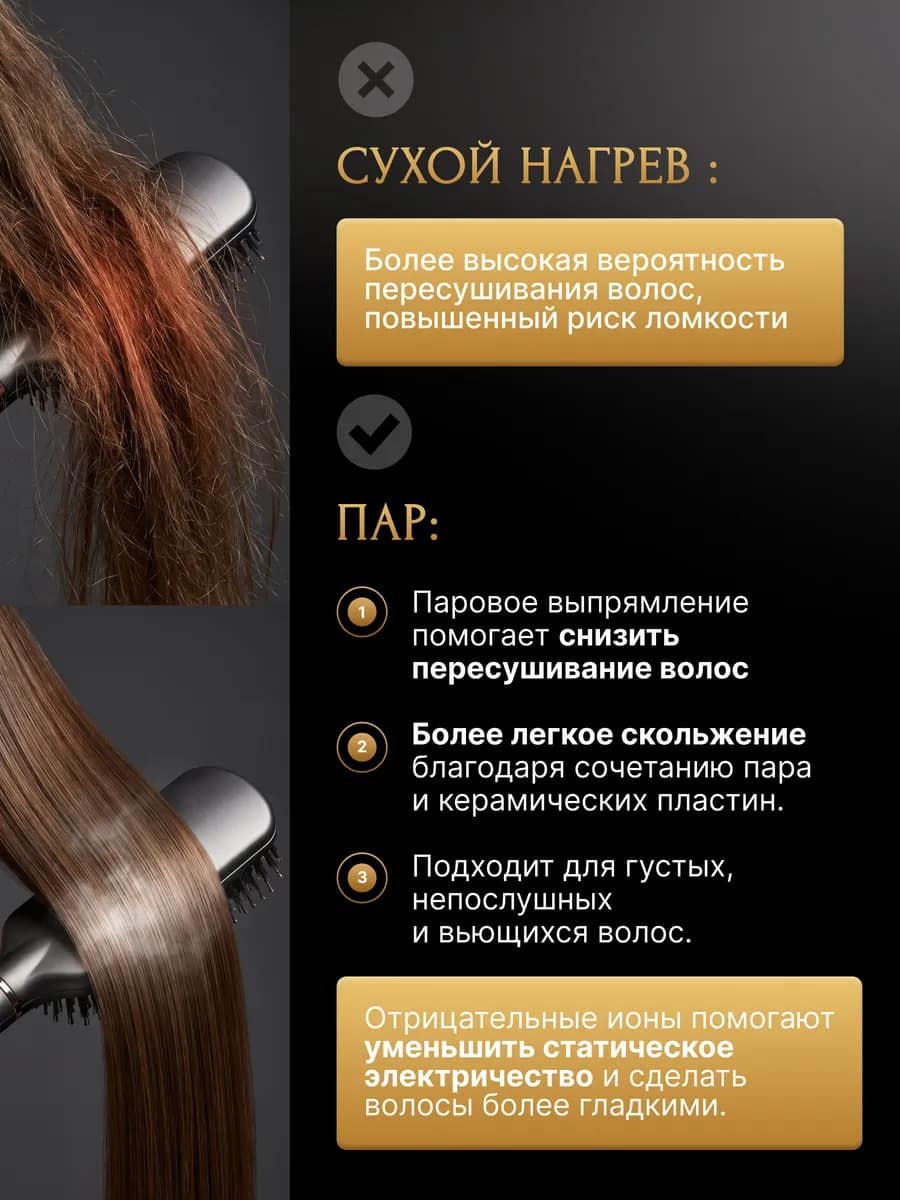 СУХОЙ НАГРЕВ :
Более высокая вероятность
пересушивания волос,
повышенный риск ломкости
ПАР:
1
Паровое выпрямление
помогает снизить
пересушивание волос
2
Более легкое скольжение
благодаря сочетанию пара
и керамических пластин.
3
Подходит для густых,
непослушных
и вьющихся волос.
Отрицательные ионы помогают
уменьшить статическое
электричество и сделать
волосы более гладкими.